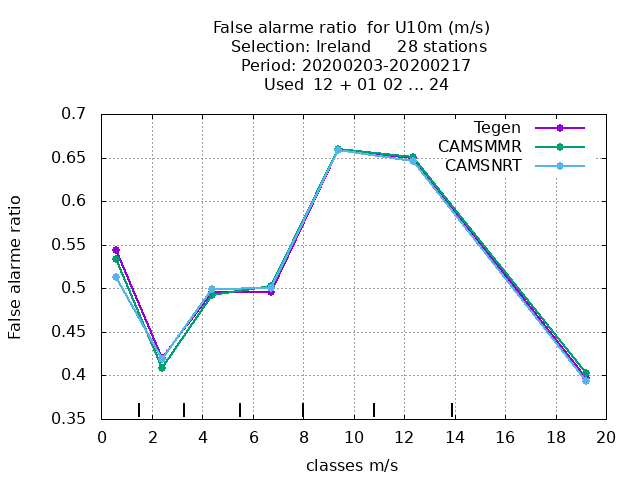 False alarme ratio  for U10m (m/s)
Selection: Ireland     28 stations
Period: 20200203-20200217
Used  12 + 01 02 ... 24
Tegen
CAMSMMR
CAMSNRT
False alarme ratio
0.7
0.65
0.6
0.55
0.5
0.45
0.4
0.35
0 2 4 6 8 10 12 14 16 18 20
classes m/s